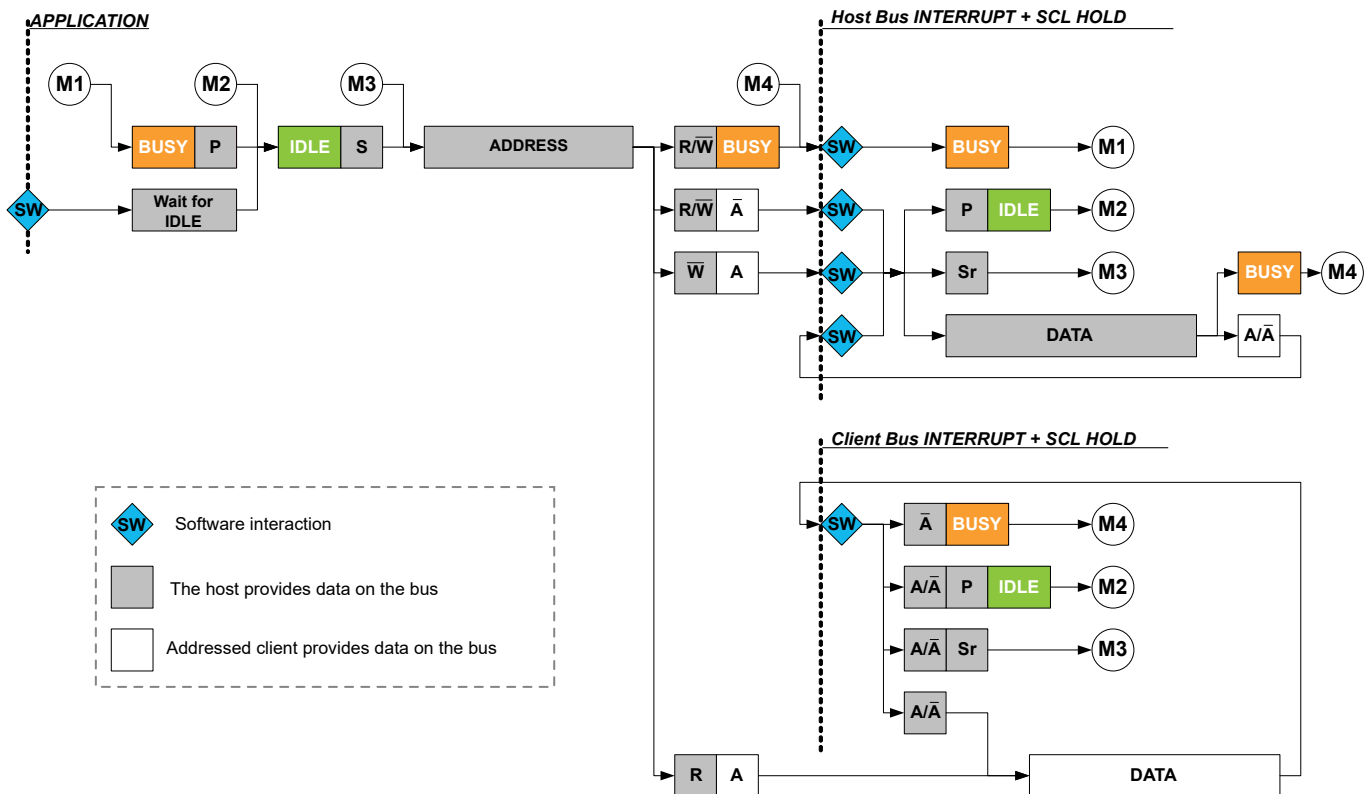 APPLICATION
Host Bus INTERRUPT + SCL HOLD
M1
M2
M3
M4
BUSY P
IDLE S
ADDRESS
R/W̅ BUSY
SW
BUSY
M1
SW
Wait for
IDLE
R/W̅ A̅
SW
P IDLE
M2
W̅ A
SW
Sr
M3
BUSY
M4
SW
DATA
A/A̅
Client Bus INTERRUPT + SCL HOLD
SW
A̅ BUSY
M4
A/A̅ P IDLE
M2
A/A̅ Sr
M3
A/A̅
R A
DATA
SW Software interaction
The host provides data on the bus
Addressed client provides data on the bus